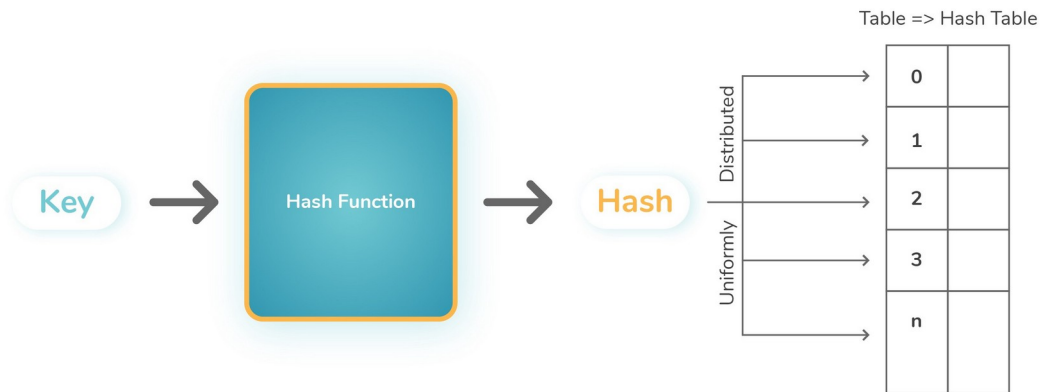 Table => Hash Table
Key
Hash Function
Hash
Distributed
Uniformly
0
1
2
3
n